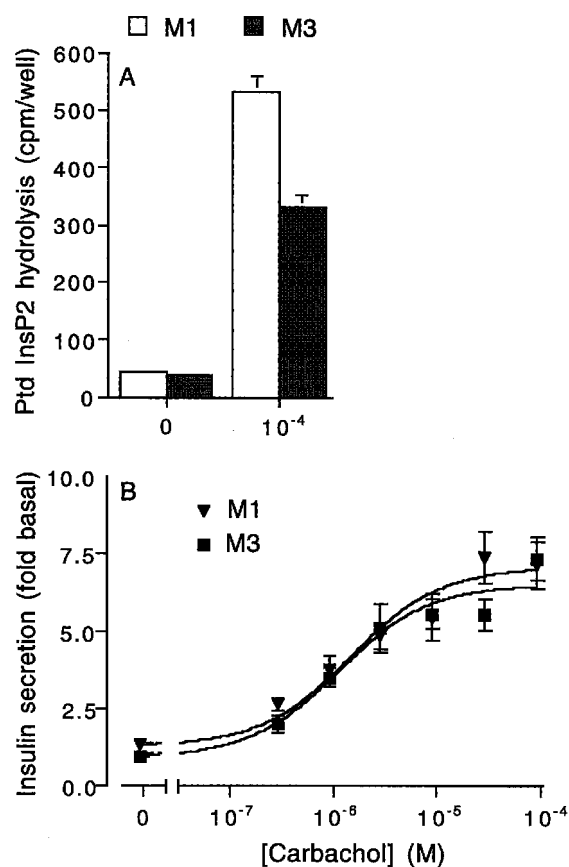 M1 M3
A
Ptd InsP2 hydrolysis (cpm/well)
600
500
400
300
200
100
0
0 10⁻⁴
B
M1
M3
Insulin secretion (fold basal)
10.0
7.5
5.0
2.5
0.0
0 10⁻⁷ 10⁻⁶ 10⁻⁵ 10⁻⁴
[Carbachol] (M)